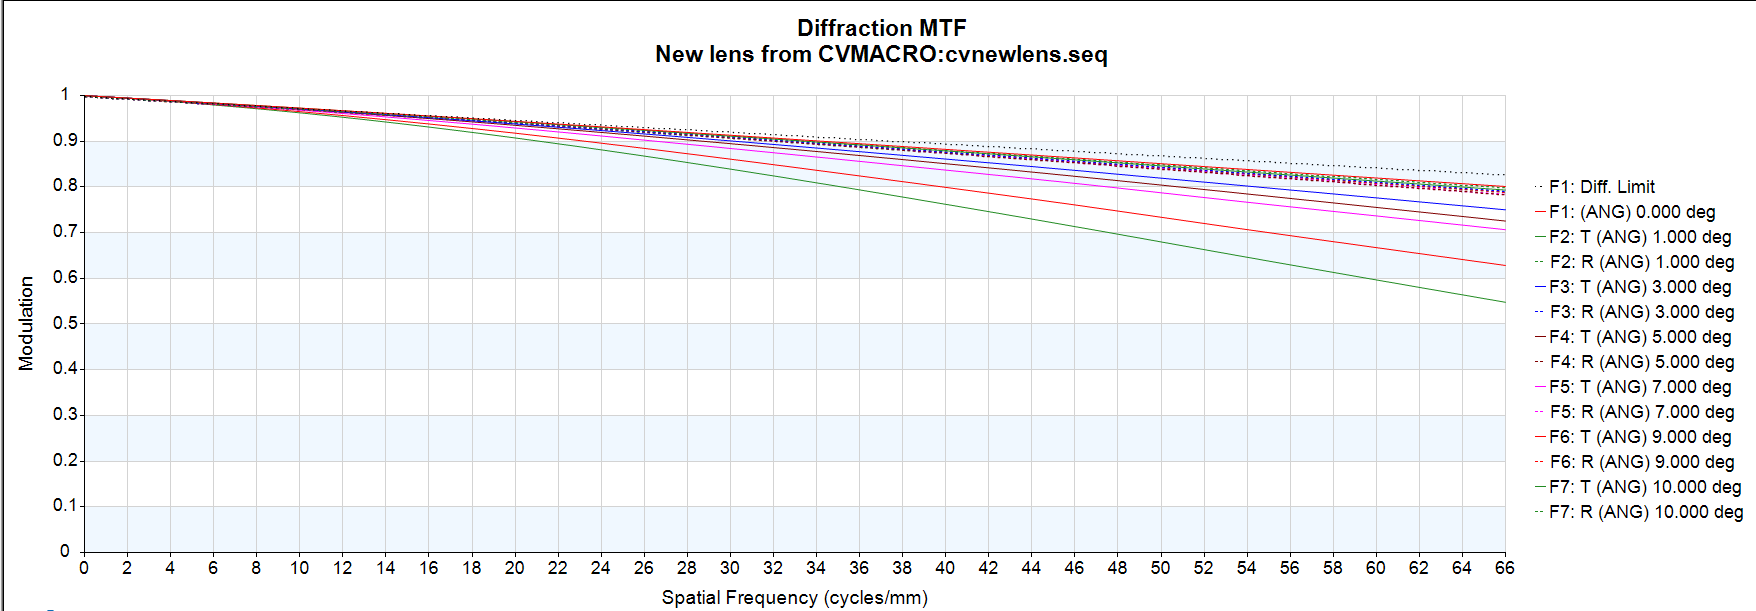 Diffraction MTF
New lens from CVMACRO:cvnewlens.seq
1
0.9
0.8
0.7
0.6
0.5
0.4
0.3
0.2
0.1
0
Modulation
0 2 4 6 8 10 12 14 16 18 20 22 24 26 28 30 32 34 36 38 40 42 44 46 48 50 52 54 56 58 60 62 64 66
Spatial Frequency (cycles/mm)
F1: Diff. Limit
F1: (ANG) 0.000 deg
F2: T (ANG) 1.000 deg
F2: R (ANG) 1.000 deg
F3: T (ANG) 3.000 deg
F3: R (ANG) 3.000 deg
F4: T (ANG) 5.000 deg
F4: R (ANG) 5.000 deg
F5: T (ANG) 7.000 deg
F5: R (ANG) 7.000 deg
F6: T (ANG) 9.000 deg
F6: R (ANG) 9.000 deg
F7: T (ANG) 10.000 deg
F7: R (ANG) 10.000 deg